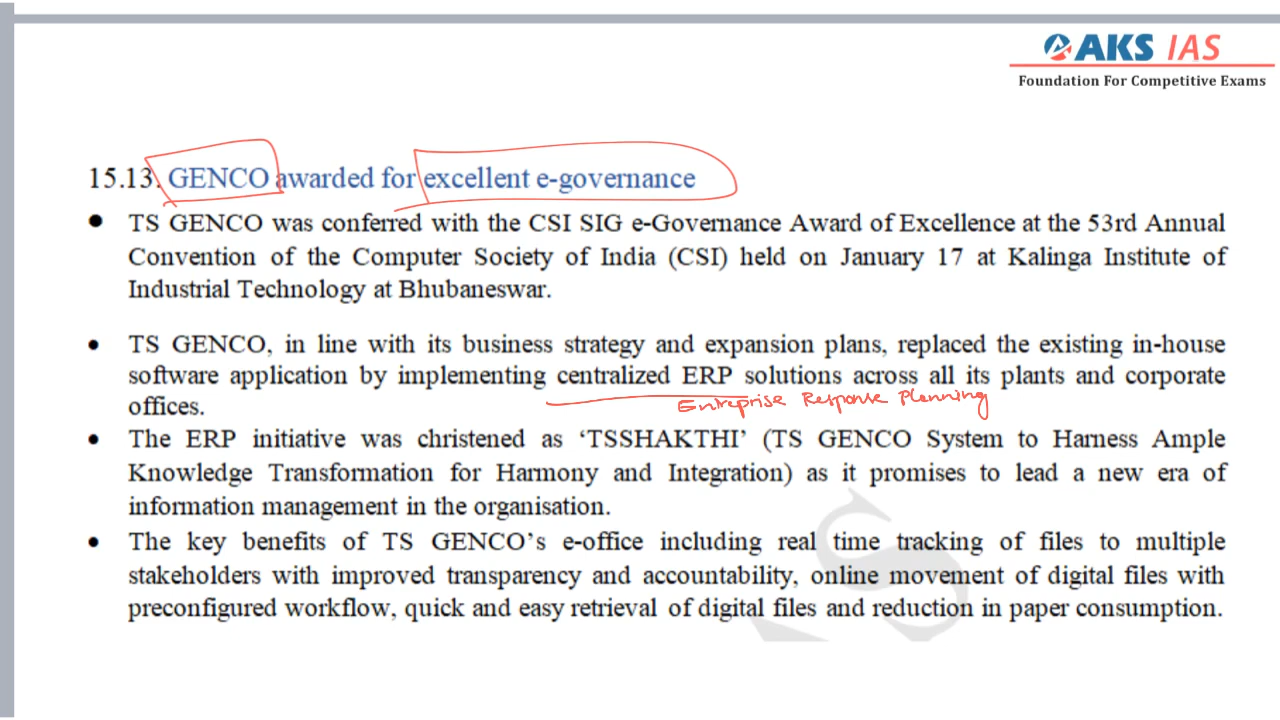 AKS IAS
Foundation For Competitive Exams
15.13. GENCO awarded for excellent e-governance
● TS GENCO was conferred with the CSI SIG e-Governance Award of Excellence at the 53rd Annual
Convention of the Computer Society of India (CSI) held on January 17 at Kalinga Institute of
Industrial Technology at Bhubaneswar.
● TS GENCO, in line with its business strategy and expansion plans, replaced the existing in-house
software application by implementing centralized ERP solutions across all its plants and corporate
Entreprise Response Planning
offices.
● The ERP initiative was christened as ‘TSSHAKTHI’ (TS GENCO System to Harness Ample
Knowledge Transformation for Harmony and Integration) as it promises to lead a new era of
information management in the organisation.
● The key benefits of TS GENCO’s e-office including real time tracking of files to multiple
stakeholders with improved transparency and accountability, online movement of digital files with
preconfigured workflow, quick and easy retrieval of digital files and reduction in paper consumption.